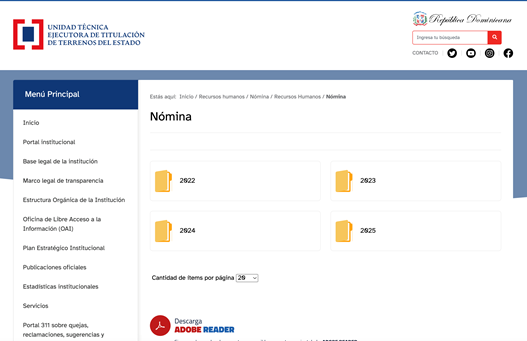 UNIDAD TÉCNICA
EJECUTORA DE TITULACIÓN
DE TERRENOS DEL ESTADO
República Dominicana
Ingresa tu búsqueda
CONTACTO
Menú Principal
Inicio
Portal Institucional
Base legal de la institución
Marco legal de transparencia
Estructura Orgánica de la Institución
Oficina de Libre Acceso a la
Información (OAI)
Plan Estratégico Institucional
Publicaciones oficiales
Estadísticas Institucionales
Servicios
Portal 311 sobre quejas,
reclamaciones, sugerencias y
Estás aquí: Inicio / Recursos humanos / Nómina / Recursos Humanos / Nómina
Nómina
2022
2023
2024
2025
Cantidad de ítems por página 20
Descarga
ADOBE READER